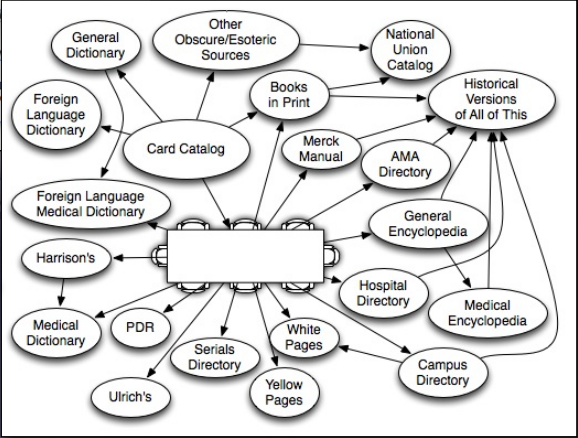 General
Dictionary
Other
Obscure/Esoteric
Sources
National
Union
Catalog
Foreign
Language
Dictionary
Books
in Print
Historical
Versions
of All of This
Card Catalog
Merck
Manual
AMA
Directory
Foreign Language
Medical Dictionary
General
Encyclopedia
Harrison's
Hospital
Directory
Medical
Encyclopedia
Medical
Dictionary
PDR
Serials
Directory
White
Pages
Campus
Directory
Ulrich's
Yellow
Pages